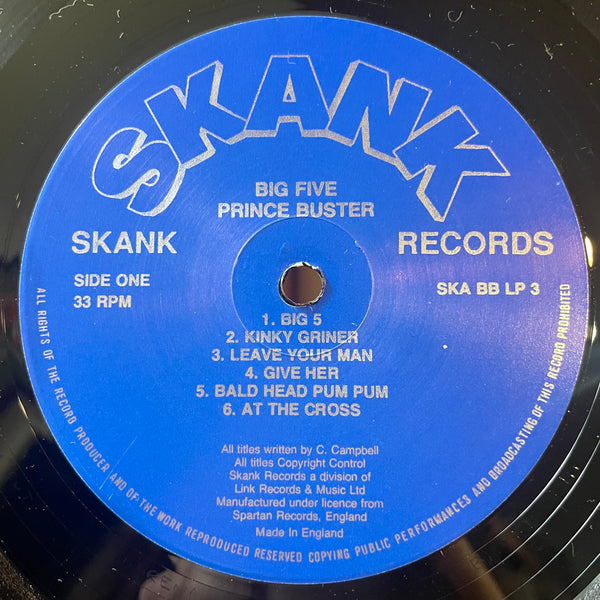 SKANK
BIG FIVE
PRINCE BUSTER
SKANK RECORDS
SIDE ONE
33 RPM
SKA BB LP 3
1. BIG 5
2. KINKY GRINER
3. LEAVE YOUR MAN
4. GIVE HER
5. BALD HEAD PUM PUM
6. AT THE CROSS
All titles written by C. Campbell
All titles Copyright Control
Skank Records a division of
Link Records & Music Ltd
Manufactured under licence from
Spartan Records, England
Made In England
ALL RIGHTS OF THE RECORD PRODUCER AND OF THE WORK REPRODUCED RESERVED COPYING PUBLIC PERFORMANCES AND BROADCASTING OF THIS RECORD PROHIBITED